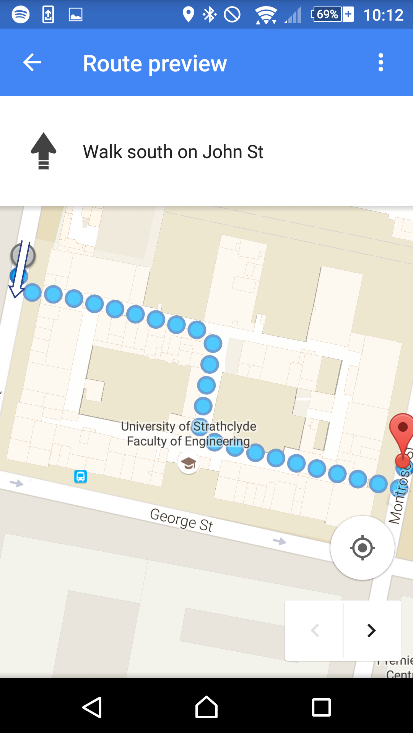 69%
10:12
Route preview
Walk south on John St
University of Strathclyde
Faculty of Engineering
George St